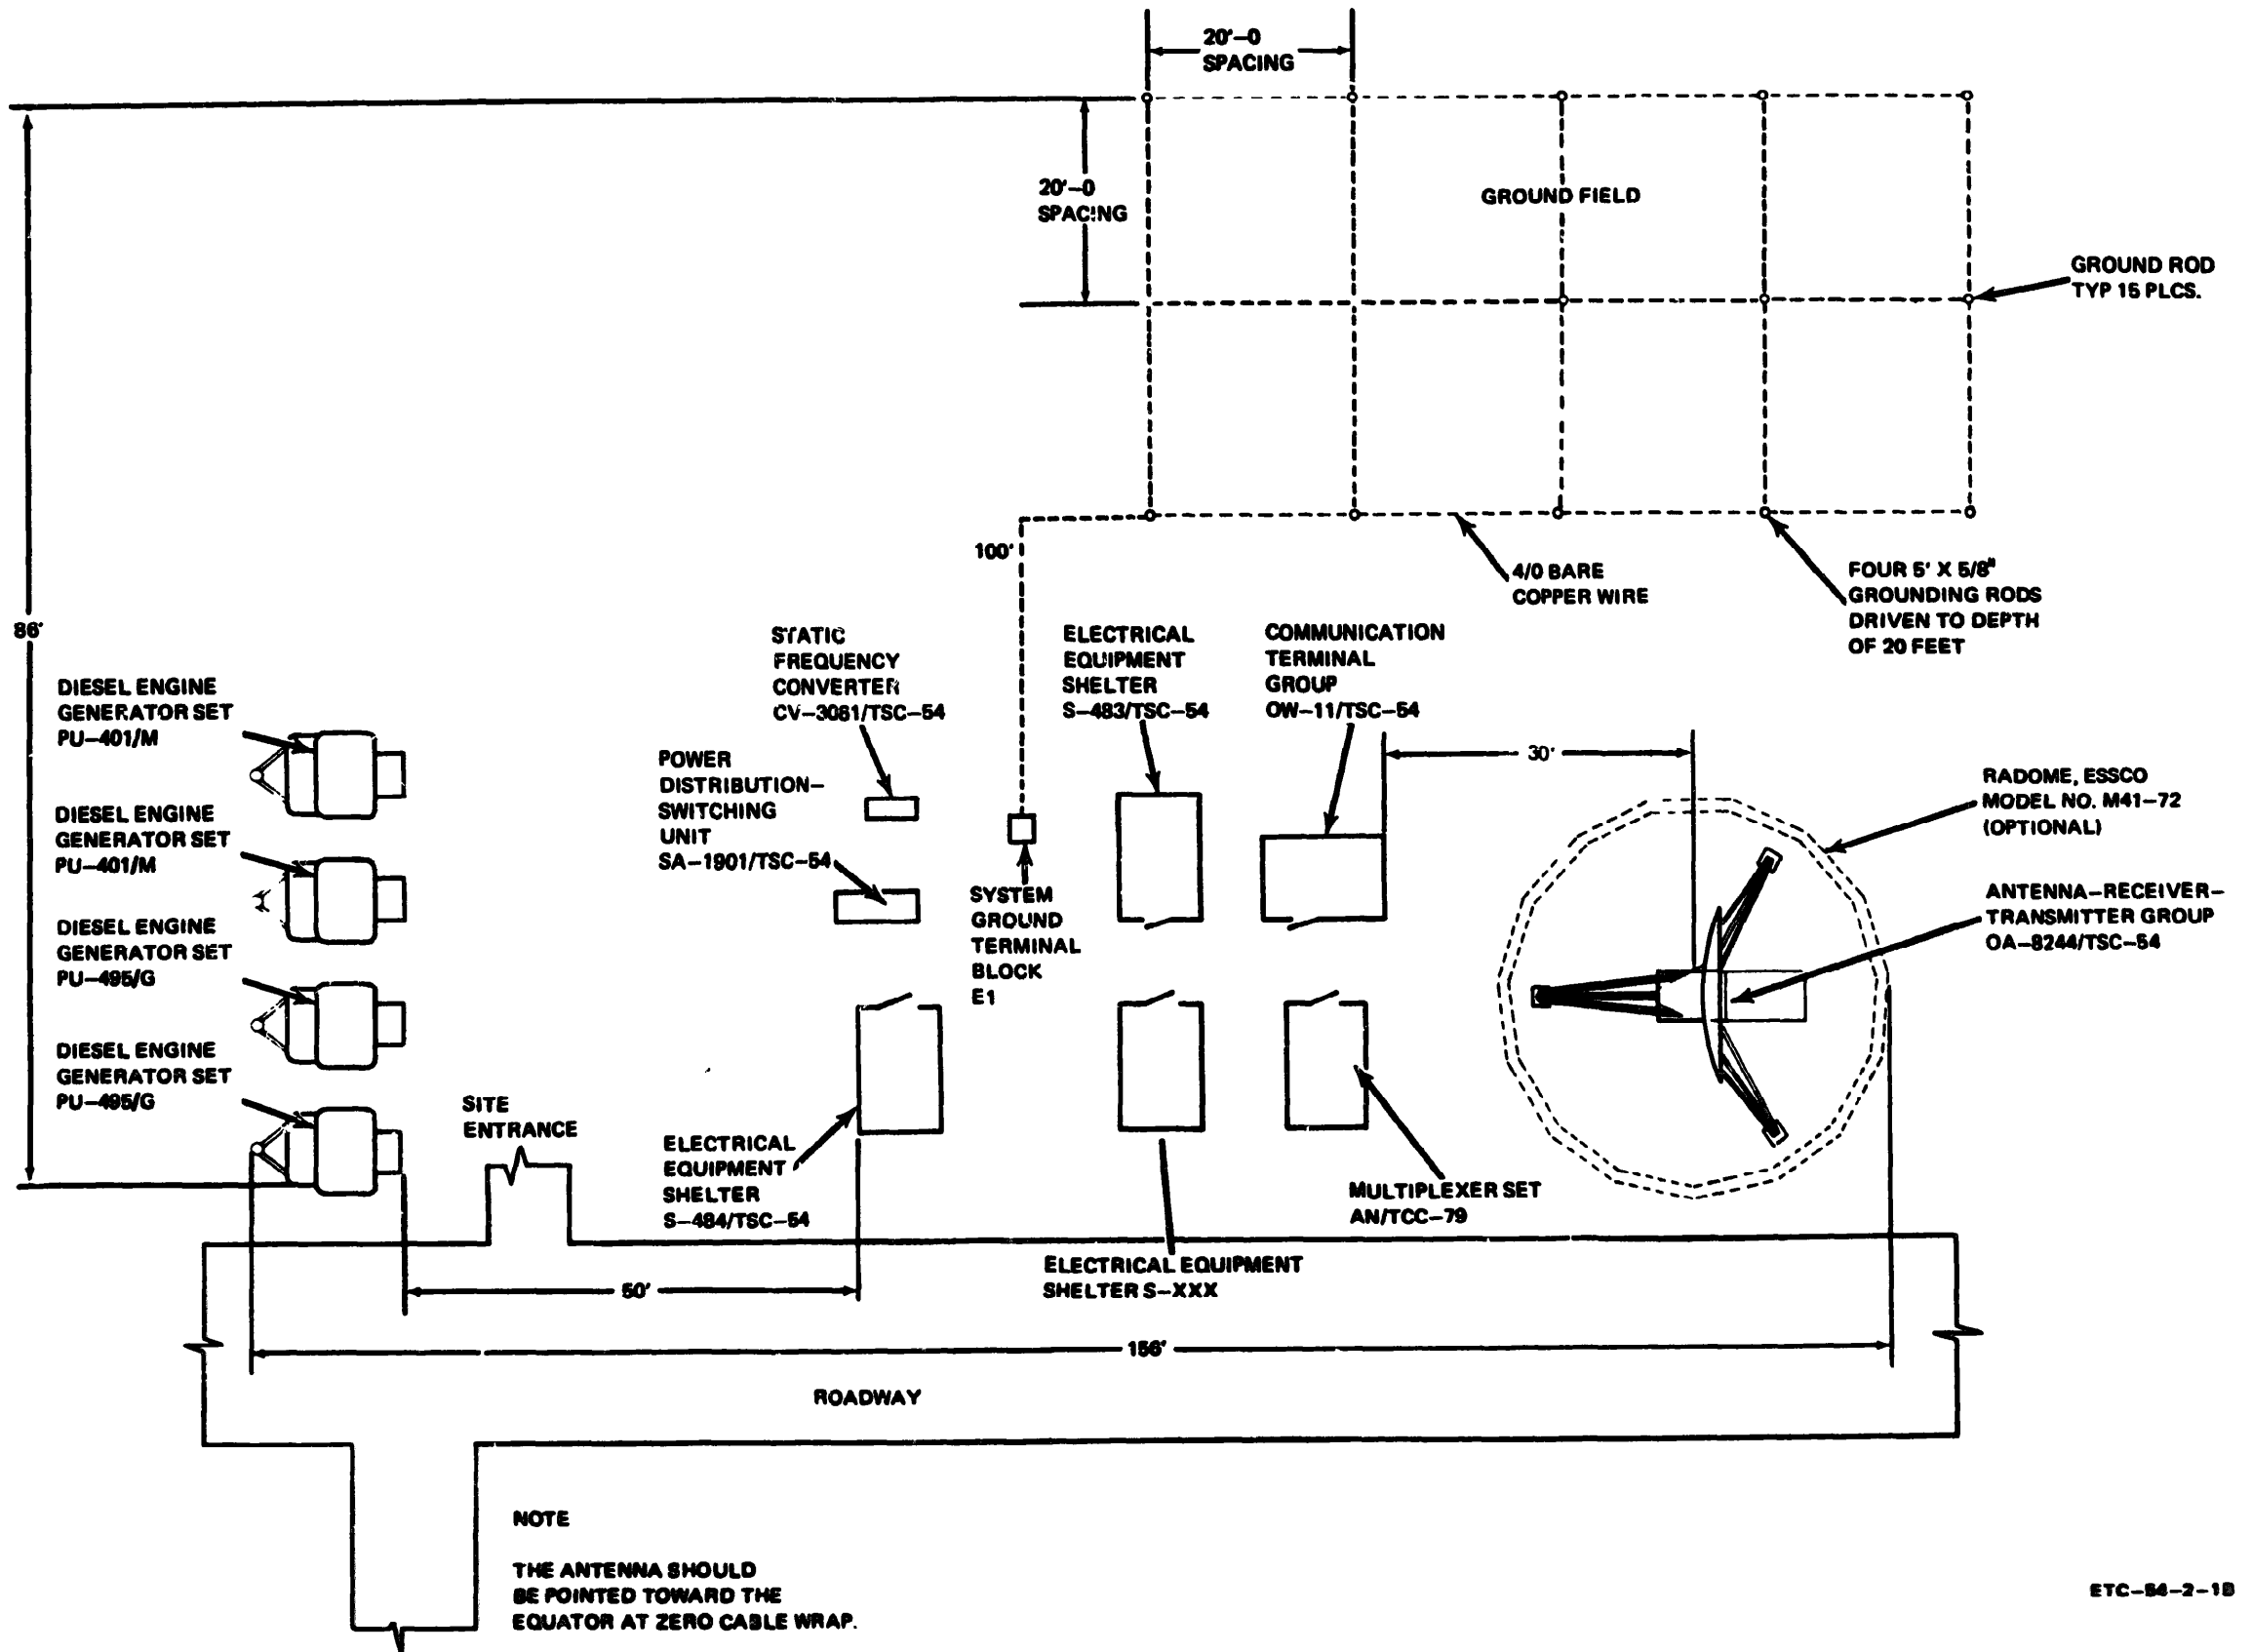 20'-0
SPACING
20'-0
SPACING
GROUND FIELD
GROUND ROD
TYP 15 PLCS.
100'
4/0 BARE
COPPER WIRE
FOUR 5' X 5/8"
GROUNDING RODS
DRIVEN TO DEPTH
OF 20 FEET
86'
STATIC
FREQUENCY
CONVERTER
CV-3081/TSC-54
ELECTRICAL
EQUIPMENT
SHELTER
S-483/TSC-54
COMMUNICATION
TERMINAL
GROUP
OW-11/TSC-54
DIESEL ENGINE
GENERATOR SET
PU-401/M
POWER
DISTRIBUTION-
SWITCHING
UNIT
SA-1901/TSC-54
30'
RADOME, ESSCO
MODEL NO. M41-72
(OPTIONAL)
DIESEL ENGINE
GENERATOR SET
PU-401/M
SYSTEM
GROUND
TERMINAL
BLOCK
E1
ANTENNA-RECEIVER-
TRANSMITTER GROUP
OA-8244/TSC-54
DIESEL ENGINE
GENERATOR SET
PU-495/G
DIESEL ENGINE
GENERATOR SET
PU-495/G
SITE
ENTRANCE
ELECTRICAL
EQUIPMENT
SHELTER
S-484/TSC-54
MULTIPLEXER SET
AN/TCC-79
ELECTRICAL EQUIPMENT
SHELTER S-XXX
50'
156'
ROADWAY
NOTE
THE ANTENNA SHOULD
BE POINTED TOWARD THE
EQUATOR AT ZERO CABLE WRAP.
ETC-54-2-1B